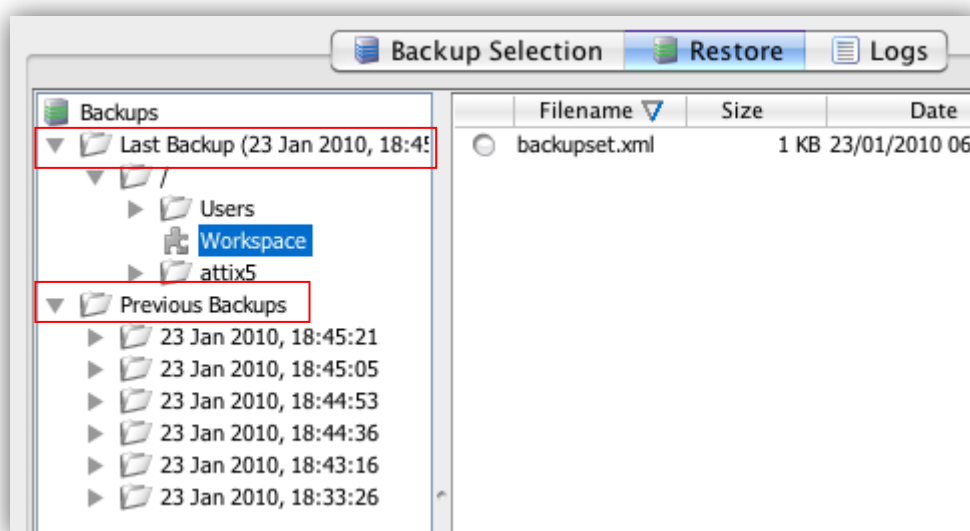 Backup Selection Restore Logs
Backups
Last Backup (23 Jan 2010, 18:45
/
Users
Workspace
attix5
Previous Backups
23 Jan 2010, 18:45:21
23 Jan 2010, 18:45:05
23 Jan 2010, 18:44:53
23 Jan 2010, 18:44:36
23 Jan 2010, 18:43:16
23 Jan 2010, 18:33:26
Filename Size Date
backupset.xml 1 KB 23/01/2010 06